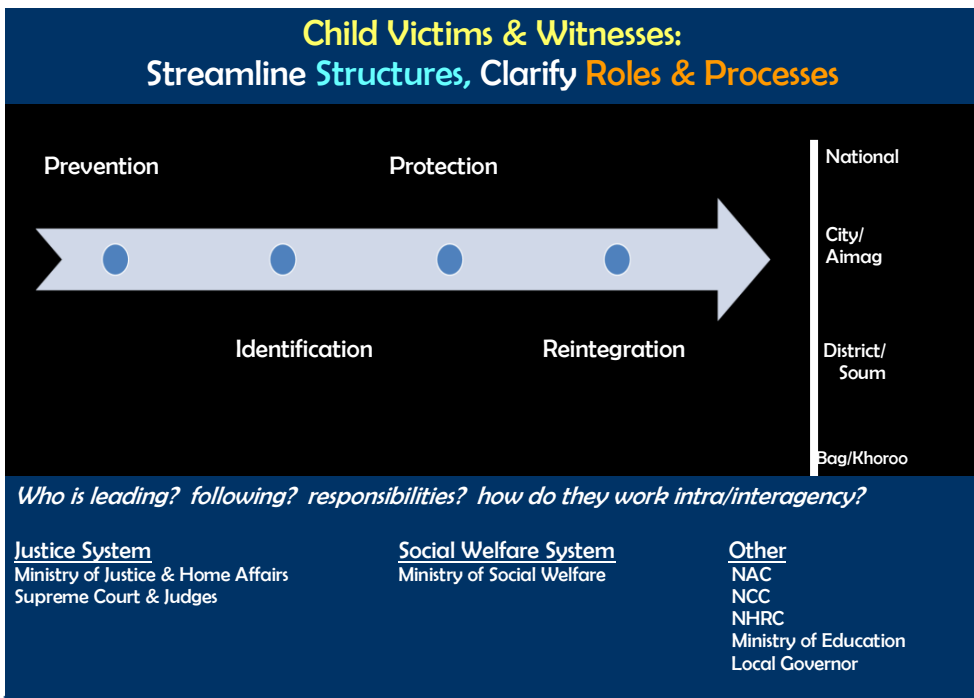 Child Victims & Witnesses:
Streamline Structures, Clarify Roles & Processes
Prevention
Protection
Identification
Reintegration
National
City/
Aimag
District/
Soum
Bag/Khoroo
Who is leading? following? responsibilities? how do they work intra/interagency?
Justice System
Ministry of Justice & Home Affairs
Supreme Court & Judges
Social Welfare System
Ministry of Social Welfare
Other
NAC
NCC
NHRC
Ministry of Education
Local Governor